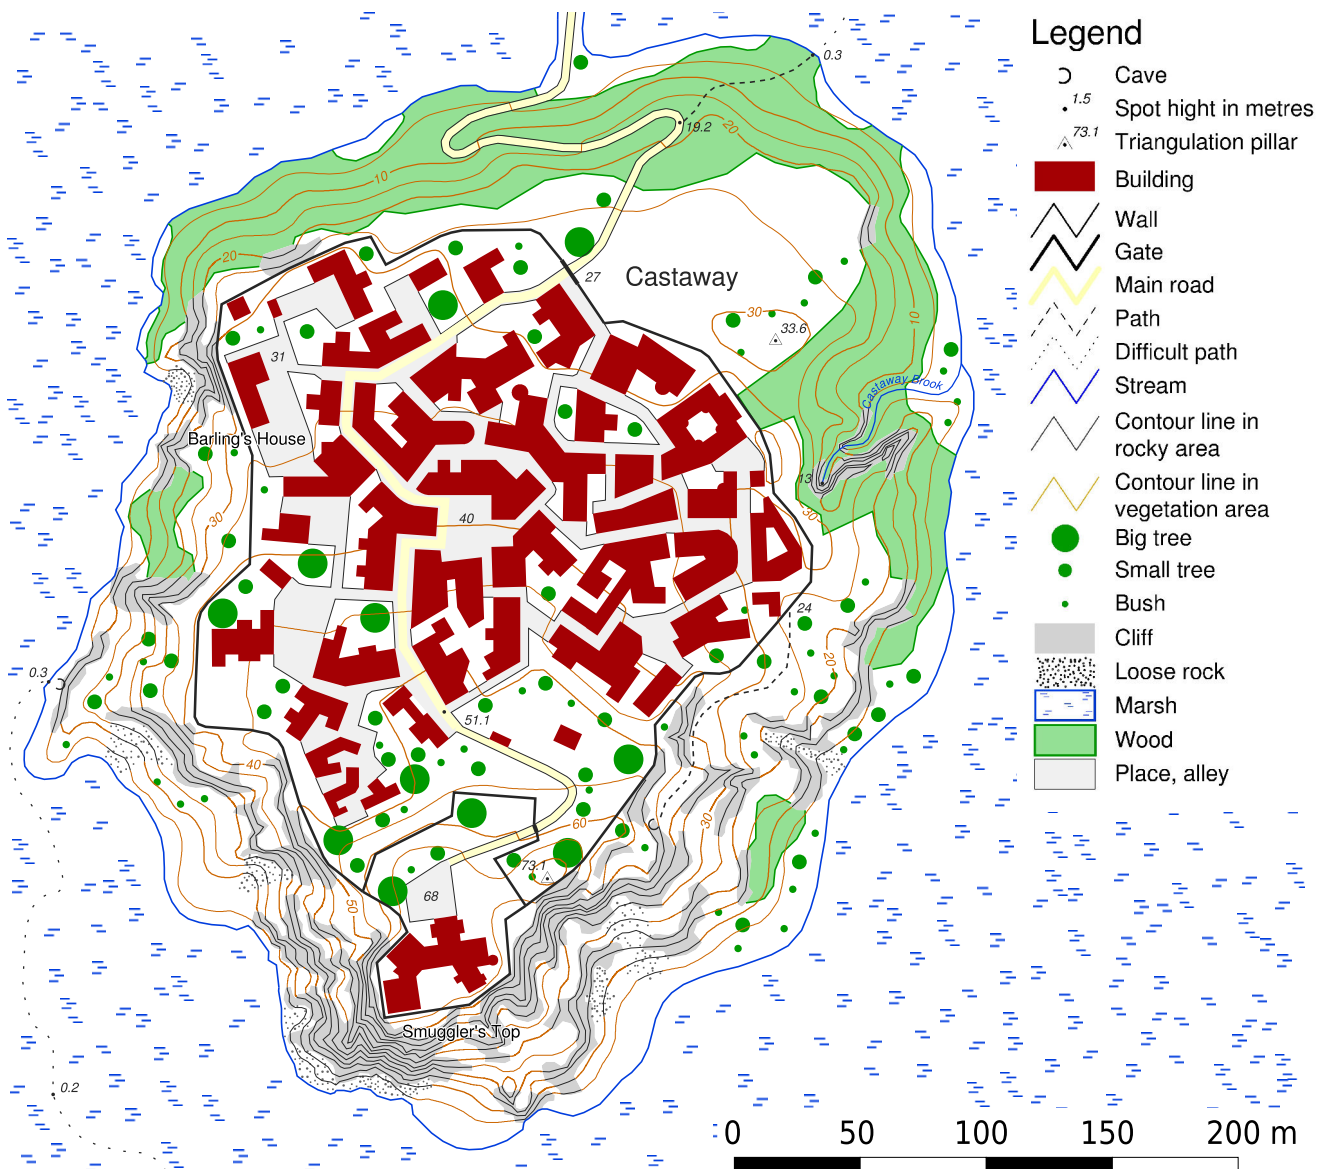 0.3
19.2
20
10
20
27
Castaway
30
33.6
10
31
Castaway Brook
Barling's House
13
30
30
40
24
20
0.3
51.1
40
30
60
73.1
68
50
Smuggler's Top
0.2
Legend
Cave
1.5
Spot hight in metres
73.1
Triangulation pillar
Building
Wall
Gate
Main road
Path
Difficult path
Stream
Contour line in
rocky area
Contour line in
vegetation area
Big tree
Small tree
Bush
Cliff
Loose rock
Marsh
Wood
Place, alley
0 50 100 150 200 m